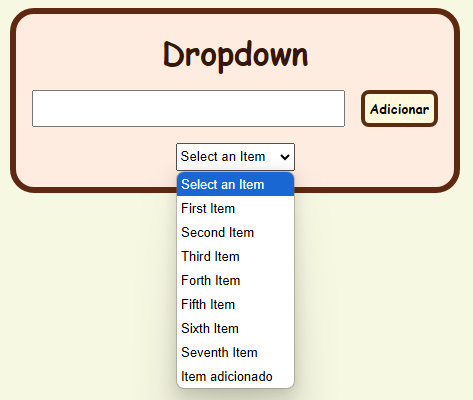 Dropdown
Adicionar
Select an Item
Select an Item
First Item
Second Item
Third Item
Forth Item
Fifth Item
Sixth Item
Seventh Item
Item adicionado